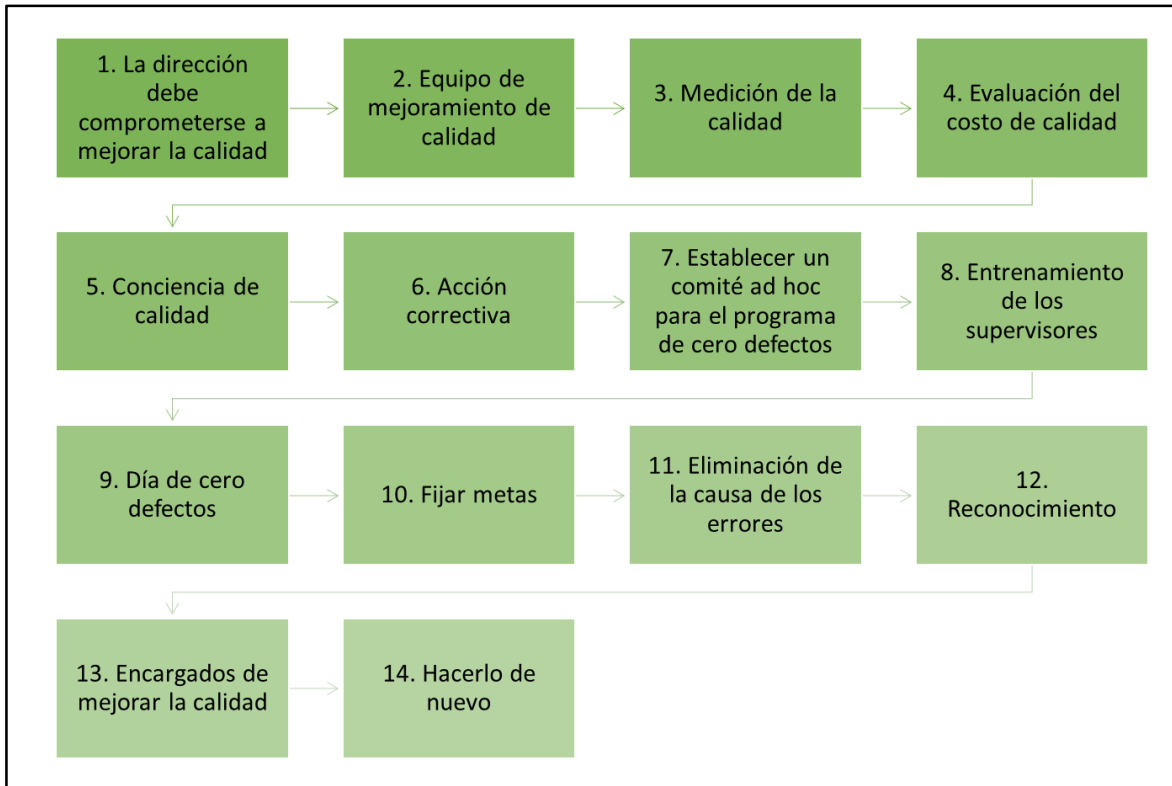 1. La dirección
debe
comprometerse a
mejorar la calidad
2. Equipo de
mejoramiento de
calidad
3. Medición de la
calidad
4. Evaluación del
costo de calidad
5. Conciencia de
calidad
6. Acción
correctiva
7. Establecer un
comité ad hoc
para el programa
de cero defectos
8. Entrenamiento
de los
supervisores
9. Día de cero
defectos
10. Fijar metas
11. Eliminación de
la causa de los
errores
12.
Reconocimiento
13. Encargados de
mejorar la calidad
14. Hacerlo de
nuevo